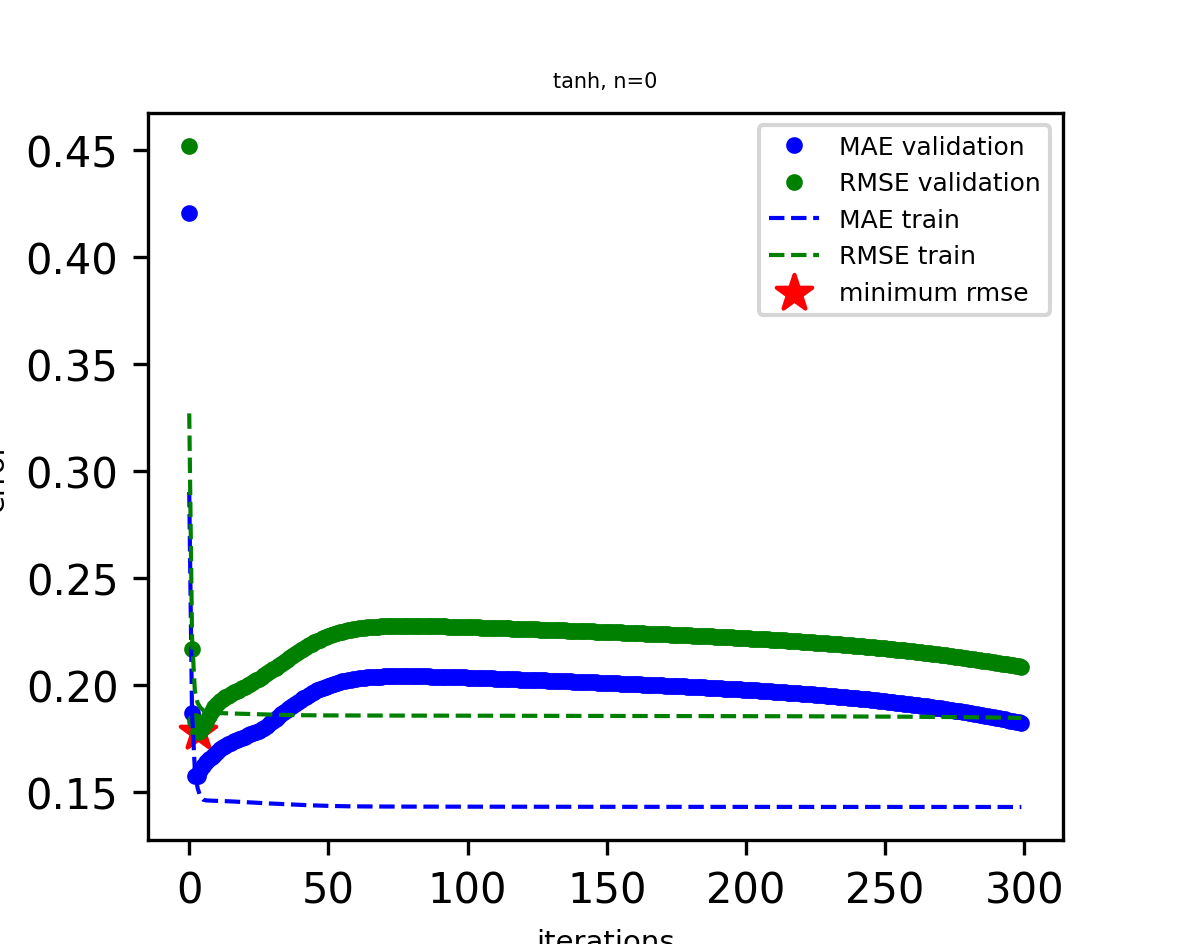 tanh, n=0
0.45
0.40
0.35
0.30
0.25
0.20
0.15
MAE validation
RMSE validation
MAE train
RMSE train
minimum rmse
0 50 100 150 200 250 300
iterations